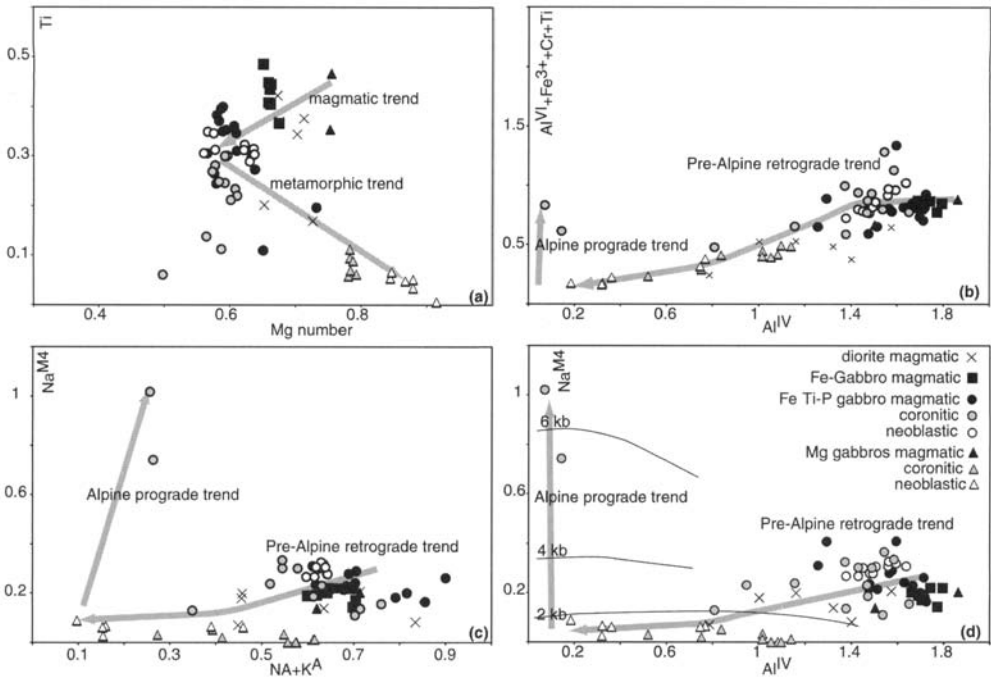 Ti
0.5
0.3
0.1
magmatic trend
metamorphic trend
(a)
0.4
0.6
0.8
Mg number
Al^VI+Fe^3++Cr+Ti
1.5
0.5
Pre-Alpine retrograde trend
Alpine prograde trend
(b)
0.2
0.6
1.0
1.4
1.8
Al^IV
Na^M4
1
0.6
0.2
Alpine prograde trend
Pre-Alpine retrograde trend
(c)
0.1
0.3
0.5
0.7
0.9
NA+K^A
Na^M4
1
0.6
0.2
diorite magmatic
Fe-Gabbro magmatic
Fe Ti-P gabbro magmatic
coronitic
neoblastic
Mg gabbros magmatic
coronitic
neoblastic
6 kb
Alpine prograde trend
Pre-Alpine retrograde trend
4 kb
2 kb
(d)
0.2
0.6
1.0
1.4
1.8
Al^IV